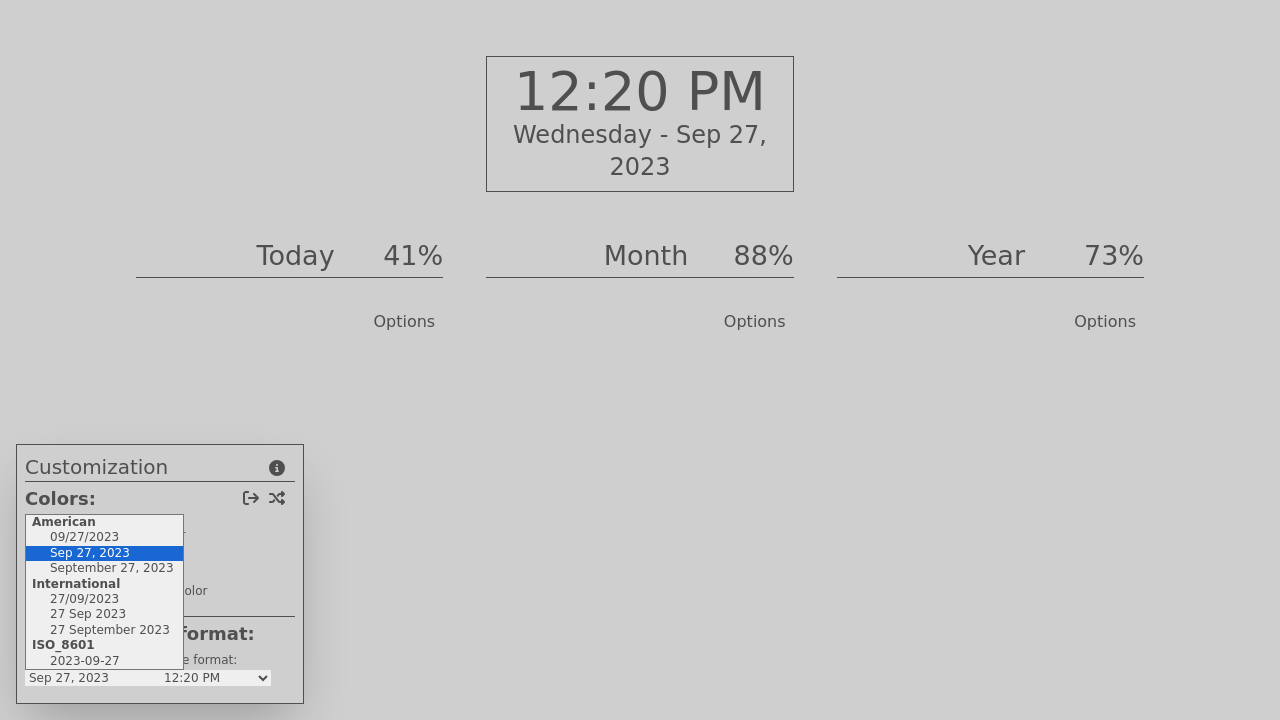 12:20 PM
Wednesday - Sep 27,
2023
Today 41%
Month 88%
Year 73%
Options
Options
Options
Customization
Colors:
American
09/27/2023
Sep 27, 2023
September 27, 2023
International
27/09/2023
27 Sep 2023
27 September 2023
ISO_8601
2023-09-27
olor
format:
e format:
Sep 27, 2023 12:20 PM